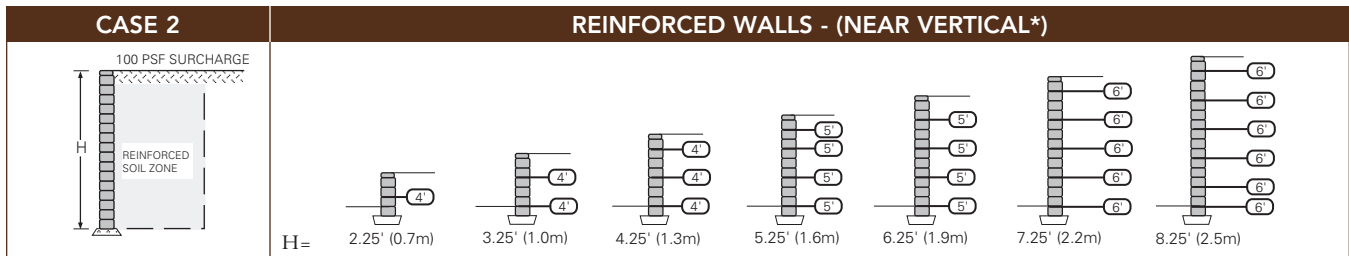 CASE 2
REINFORCED WALLS - (NEAR VERTICAL*)
100 PSF SURCHARGE
H
REINFORCED
SOIL ZONE
H=
4'
2.25' (0.7m)
4'
4'
3.25' (1.0m)
4'
4'
4'
4.25' (1.3m)
5'
5'
5'
5'
5.25' (1.6m)
5'
5'
5'
5'
6.25' (1.9m)
6'
6'
6'
6'
6'
7.25' (2.2m)
6'
6'
6'
6'
6'
6'
8.25' (2.5m)